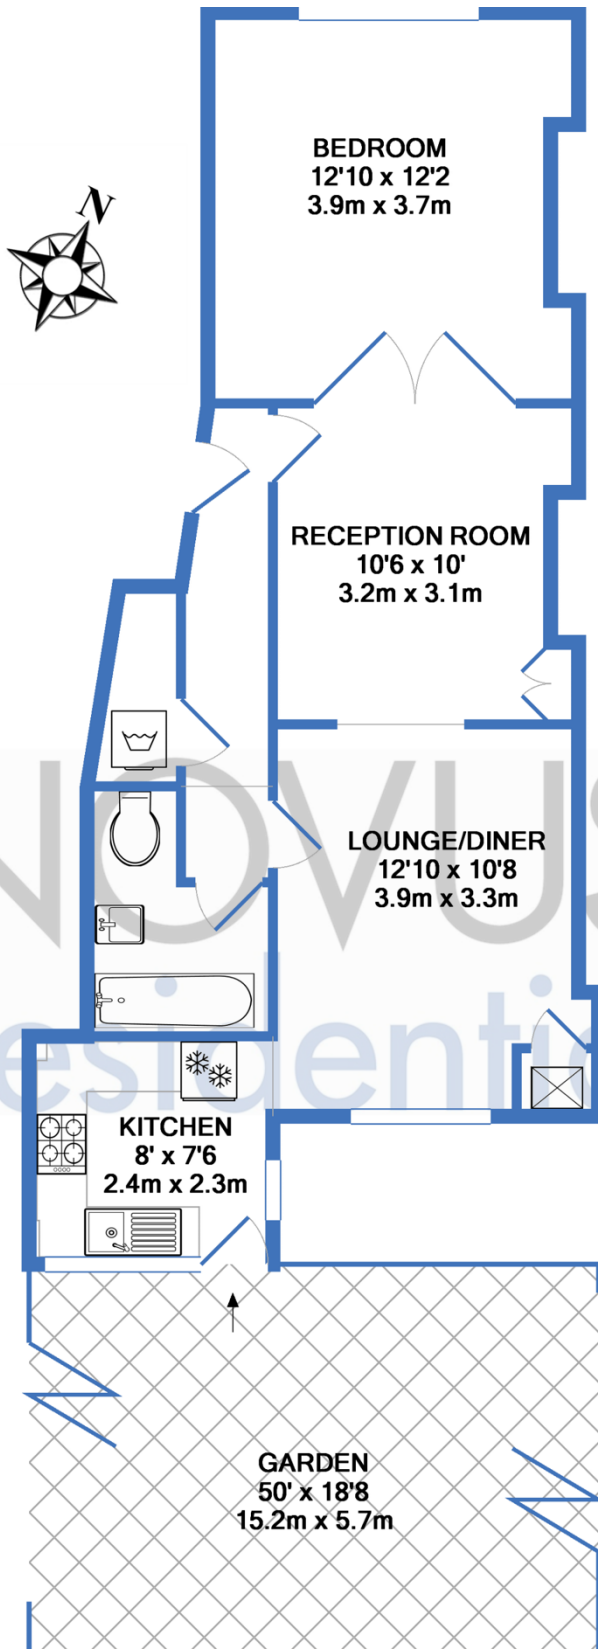 BEDROOM
12'10 x 12'2
3.9m x 3.7m
N
RECEPTION ROOM
10'6 x 10'
3.2m x 3.1m
NOVUS
LOUNGE/DINER
12'10 x 10'8
3.9m x 3.3m
esidenti
KITCHEN
8' x 7'6
2.4m x 2.3m
GARDEN
50' x 18'8
15.2m x 5.7m